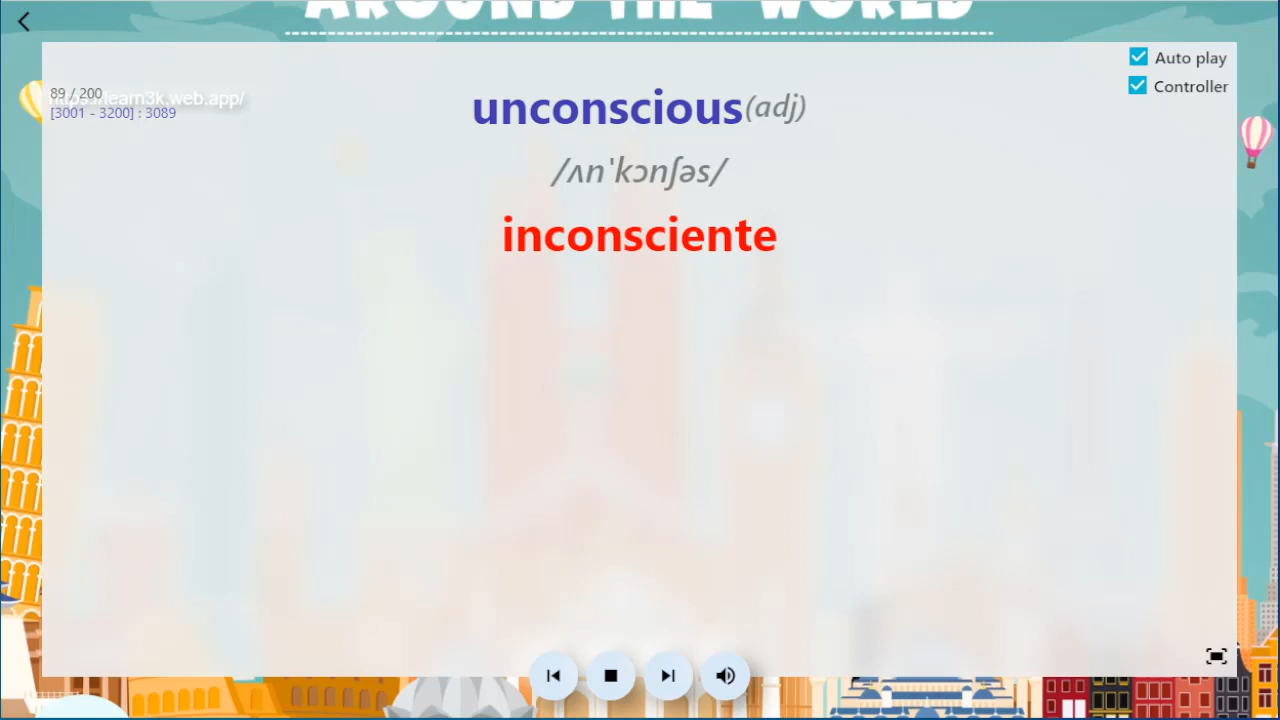 AROUND THE WORLD
Auto play
89 / 200
https://learn3k.web.app/
Controller
[3001 - 3200] : 3089
unconscious(adj)
/ʌnˈkɔnʃəs/
inconsciente